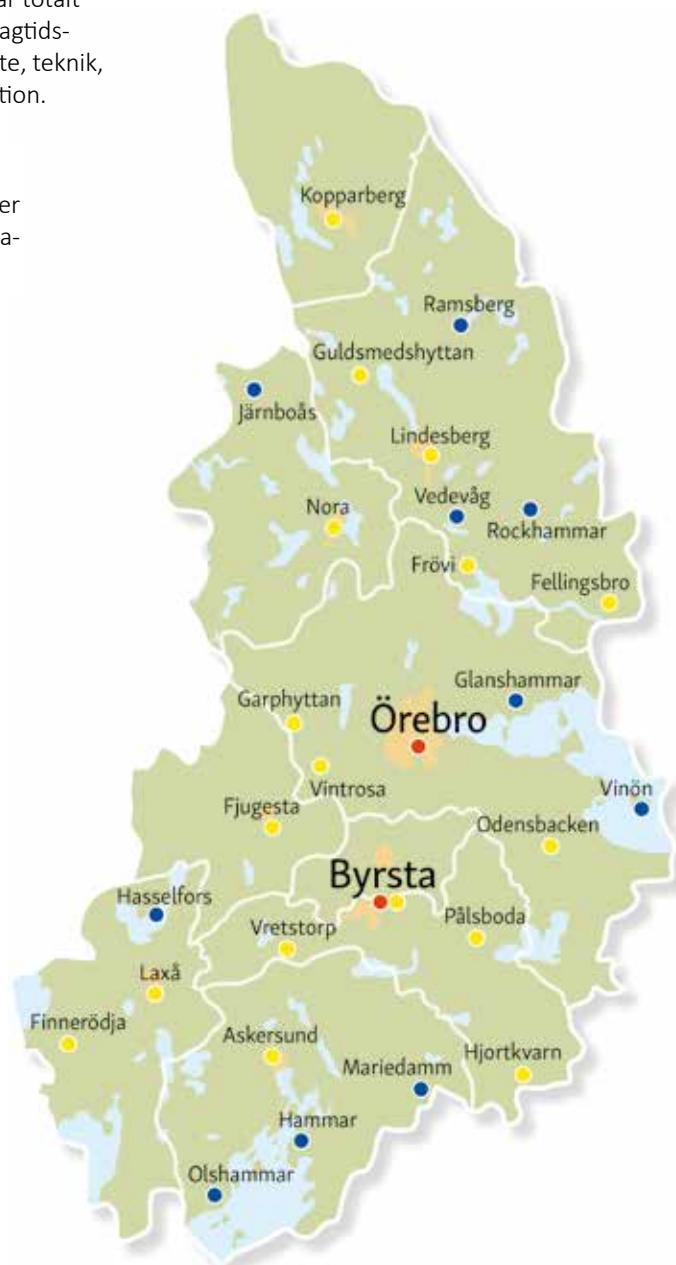 agtids-
te, teknik,
tion.
er
a-
Kopparberg
Ramsberg
Guldsmedshyttan
Järnboås
Lindesberg
Vedevåg
Nora
Rockhammar
Frövi
Fellingsbro
Glanshammar
Garphyttan
Örebro
Vintrosa
Vinön
Fjugesta
Odensbacken
Byrsta
Hasselfors
Pålsboda
Vretstorp
Laxå
Finnerödja
Askersund
Hjortkvarn
Mariedamm
Hammar
Olshammar